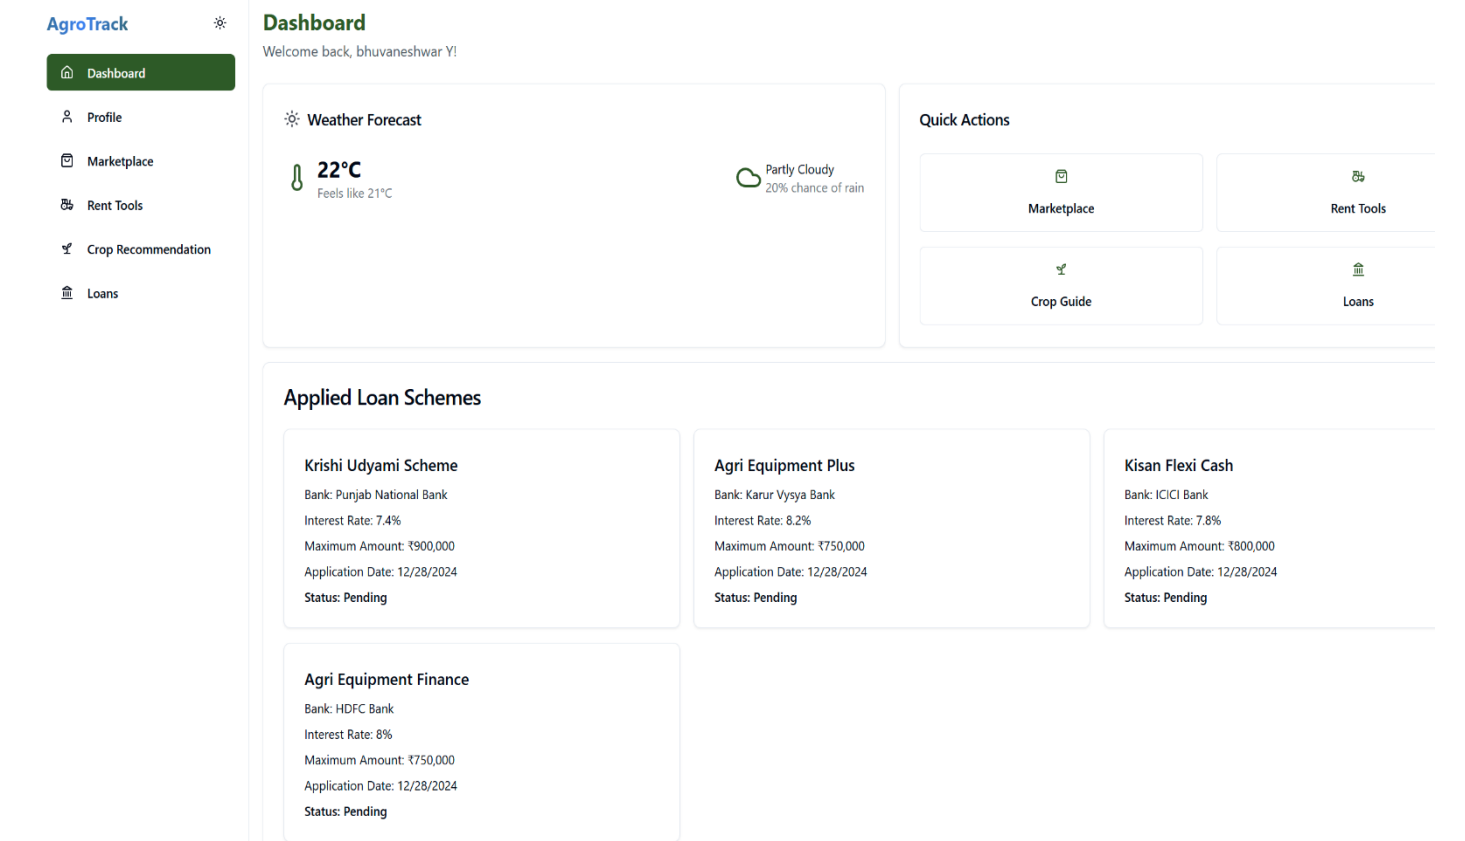 AgroTrack
Dashboard
Profile
Marketplace
Rent Tools
Crop Recommendation
Loans
Dashboard
Welcome back, bhuvaneshwar Y!
Weather Forecast
22°C
Feels like 21°C
Partly Cloudy
20% chance of rain
Quick Actions
Marketplace
Rent Tools
Crop Guide
Loans
Applied Loan Schemes
Krishi Udyami Scheme
Bank: Punjab National Bank
Interest Rate: 7.4%
Maximum Amount: ₹900,000
Application Date: 12/28/2024
Status: Pending
Agri Equipment Plus
Bank: Karur Vysya Bank
Interest Rate: 8.2%
Maximum Amount: ₹750,000
Application Date: 12/28/2024
Status: Pending
Kisan Flexi Cash
Bank: ICICI Bank
Interest Rate: 7.8%
Maximum Amount: ₹800,000
Application Date: 12/28/2024
Status: Pending
Agri Equipment Finance
Bank: HDFC Bank
Interest Rate: 8%
Maximum Amount: ₹750,000
Application Date: 12/28/2024
Status: Pending